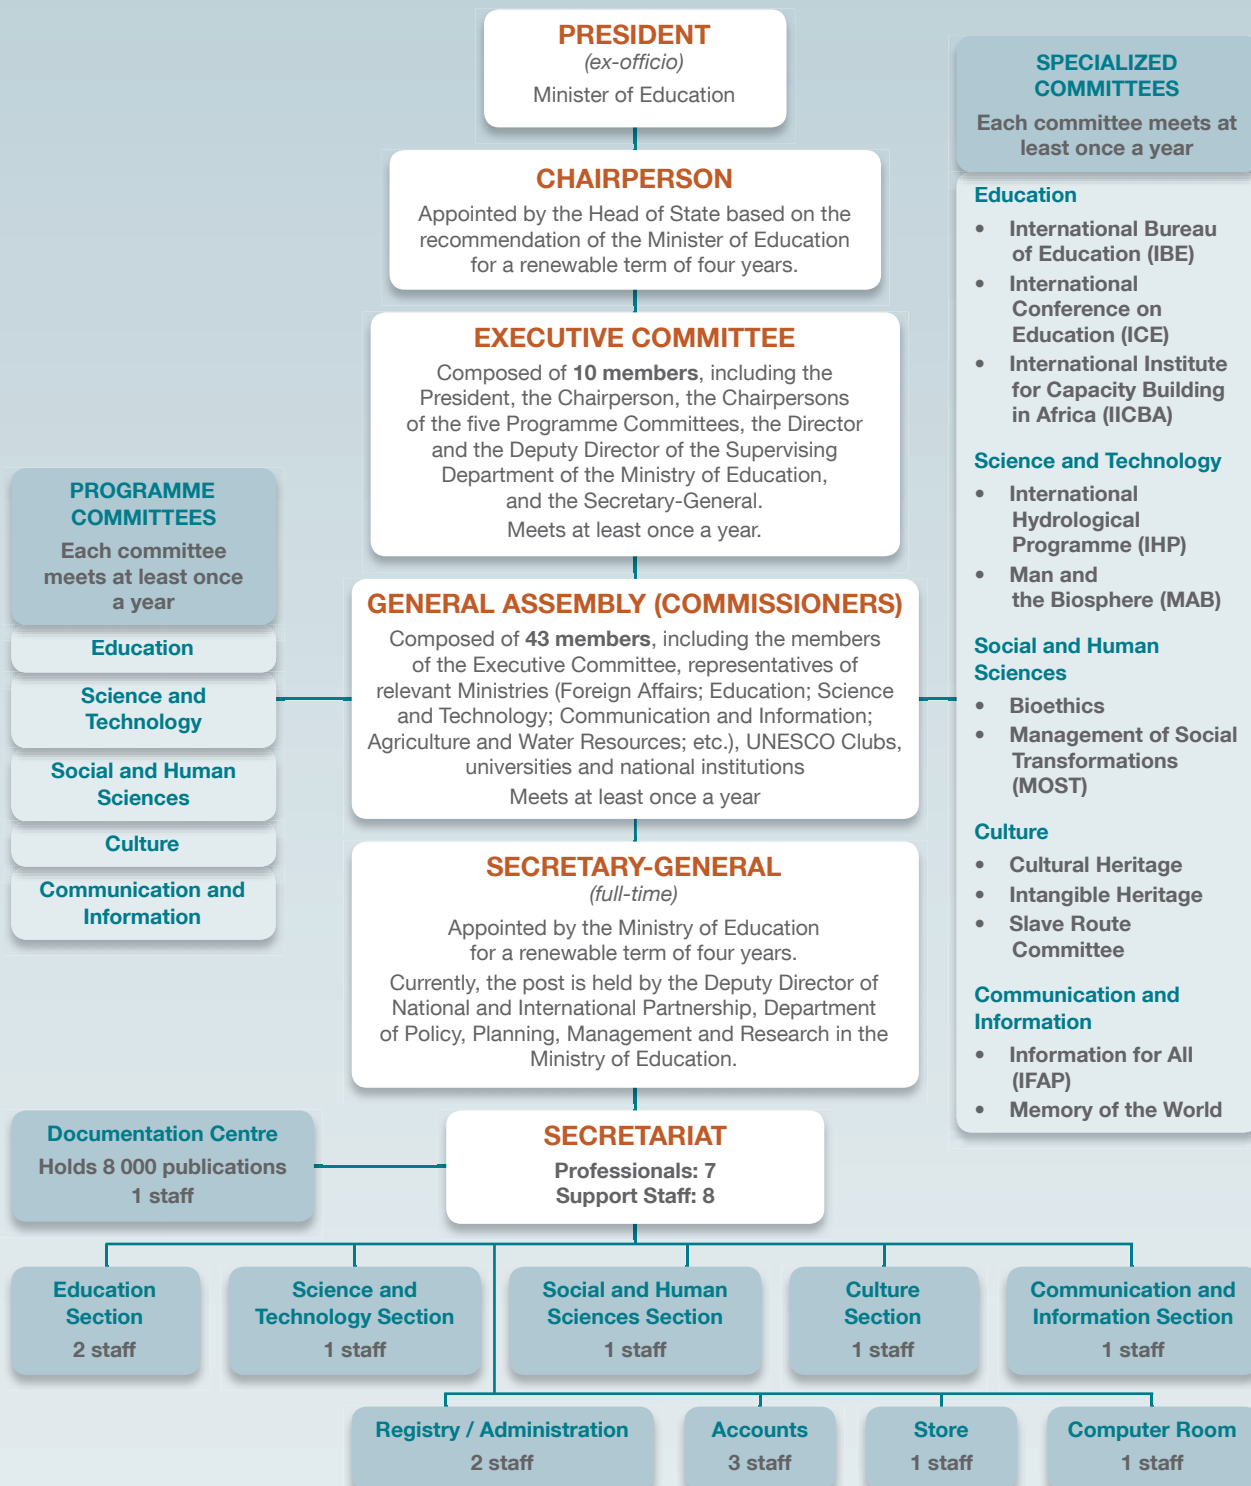 PRESIDENT
(ex-officio)
Minister of Education
CHAIRPERSON
Appointed by the Head of State based on the
recommendation of the Minister of Education
for a renewable term of four years.
EXECUTIVE COMMITTEE
Composed of 10 members, including the
President, the Chairperson, the Chairpersons
of the five Programme Committees, the Director
and the Deputy Director of the Supervising
Department of the Ministry of Education,
and the Secretary-General.
Meets at least once a year.
GENERAL ASSEMBLY (COMMISSIONERS)
Composed of 43 members, including the members
of the Executive Committee, representatives of
relevant Ministries (Foreign Affairs; Education; Science
and Technology; Communication and Information;
Agriculture and Water Resources; etc.), UNESCO Clubs,
universities and national institutions
Meets at least once a year
PROGRAMME
COMMITTEES
Each committee
meets at least once
a year
Education
Science and
Technology
Social and Human
Sciences
Culture
Communication and
Information
SPECIALIZED
COMMITTEES
Each committee meets at
least once a year
Education
• International Bureau
of Education (IBE)
• International
Conference on
Education (ICE)
• International Institute
for Capacity Building
in Africa (IICBA)
Science and Technology
• International
Hydrological
Programme (IHP)
• Man and
the Biosphere (MAB)
Social and Human
Sciences
• Bioethics
• Management of Social
Transformations
(MOST)
Culture
• Cultural Heritage
• Intangible Heritage
• Slave Route
Committee
Communication and
Information
• Information for All
(IFAP)
• Memory of the World
SECRETARY-GENERAL
(full-time)
Appointed by the Ministry of Education
for a renewable term of four years.
Currently, the post is held by the Deputy Director of
National and International Partnership, Department
of Policy, Planning, Management and Research in the
Ministry of Education.
Documentation Centre
Holds 8 000 publications
1 staff
SECRETARIAT
Professionals: 7
Support Staff: 8
Education
Section
2 staff
Science and
Technology Section
1 staff
Social and Human
Sciences Section
1 staff
Culture
Section
1 staff
Communication and
Information Section
1 staff
Registry / Administration
2 staff
Accounts
3 staff
Store
1 staff
Computer Room
1 staff